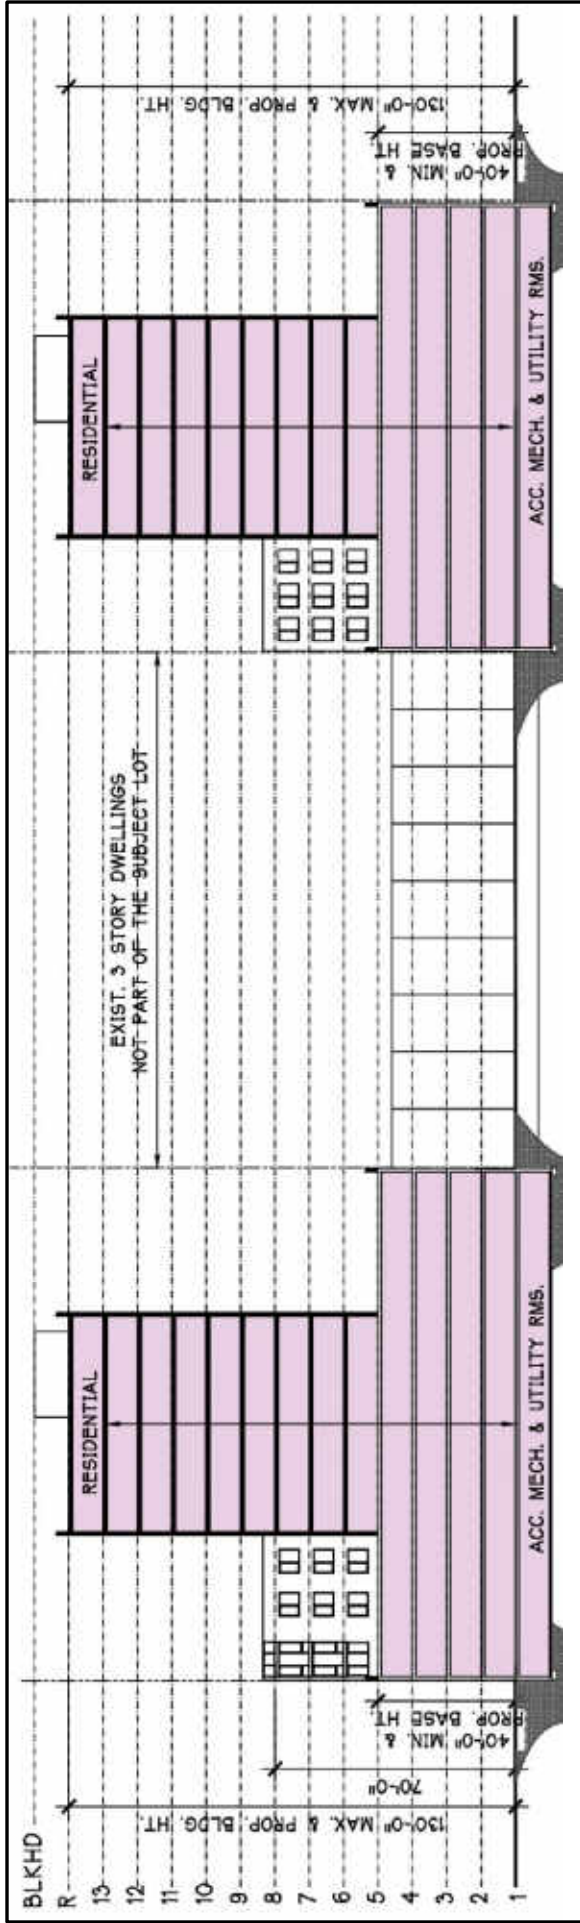 BLKHD
R
13
12
11
10
9
8
7
6
5
4
3
2
1
130'-0" MAX. & PROP. BLDG. HT.
70'-0"
40'-0" MIN. &
PROP. BASE HT.
RESIDENTIAL
ACC. MECH. & UTILITY RMS.
EXIST. 3 STORY DWELLINGS
NOT PART OF THE SUBJECT LOT
RESIDENTIAL
ACC. MECH. & UTILITY RMS.
40'-0" MIN. &
PROP. BASE HT.
130'-0" MAX. & PROP. BLDG. HT.